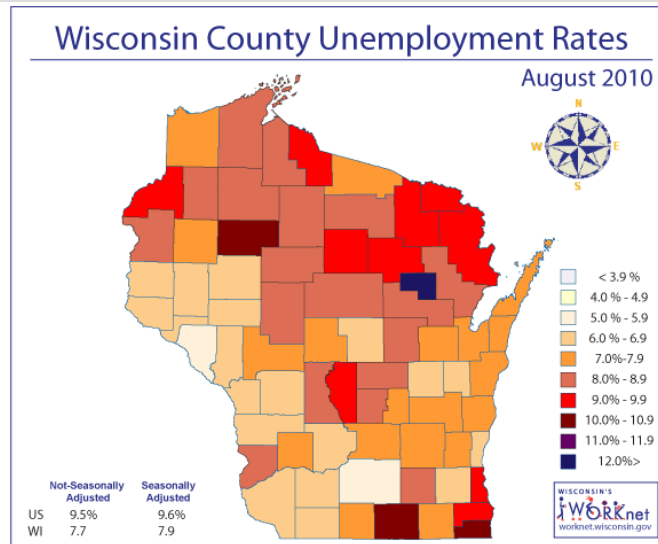 Wisconsin County Unemployment Rates
August 2010
N
W
E
S
< 3.9 %
4.0 % - 4.9
5.0 % - 5.9
6.0 % - 6.9
7.0%-7.9
8.0% - 8.9
9.0% - 9.9
10.0% - 10.9
11.0% - 11.9
12.0%>
Not-Seasonally Adjusted
Seasonally Adjusted
US 9.5% 9.6%
WI 7.7 7.9
WISCONSIN'S
WORKnet
worknet.wisconsin.gov